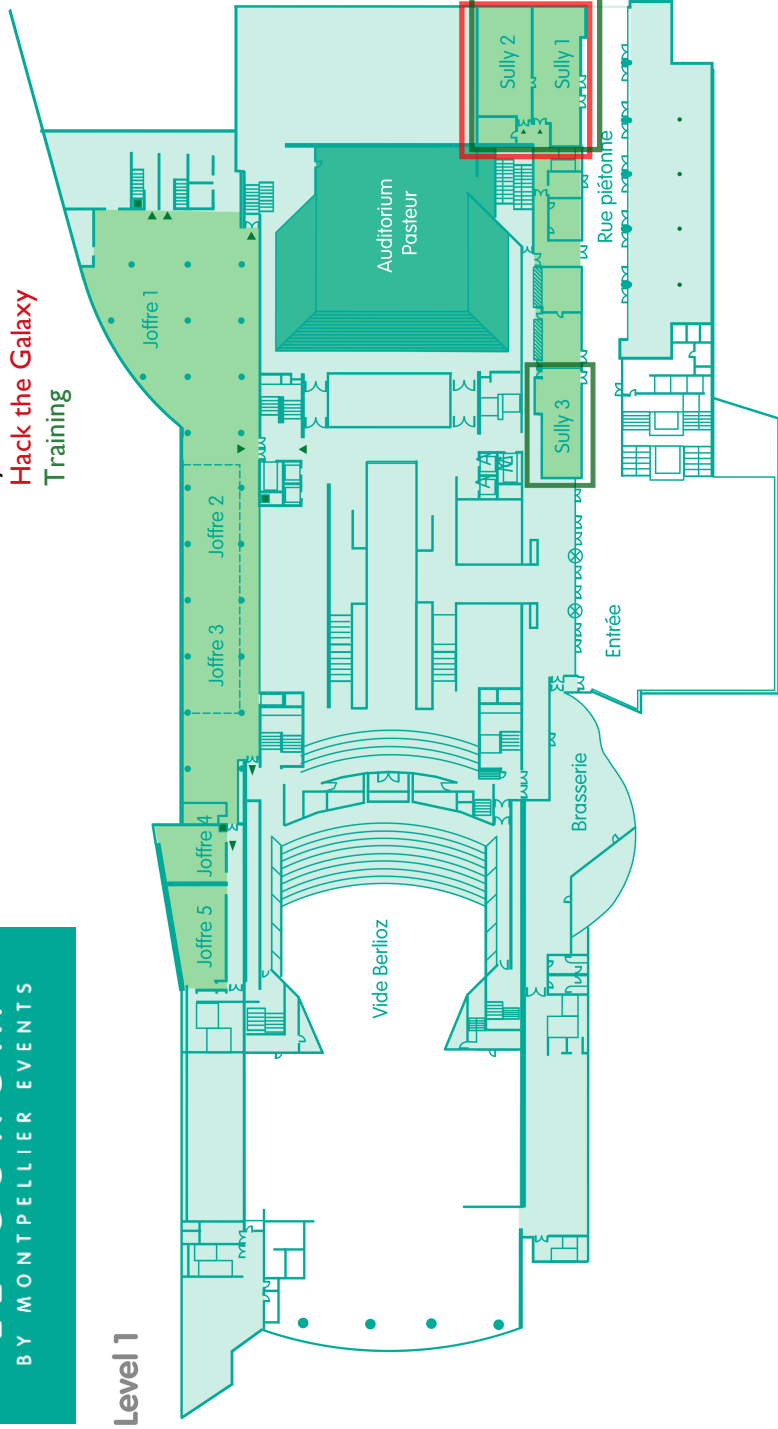 BY MONTPELLIER EVENTS
Level 1
Hack the Galaxy
Training
Joffre 5
Joffre 4
Joffre 3
Joffre 2
Joffre 1
Vide Berlioz
Auditorium
Pasteur
Sully 2
Sully 1
Sully 3
Brasserie
Entrée
Rue piétonne